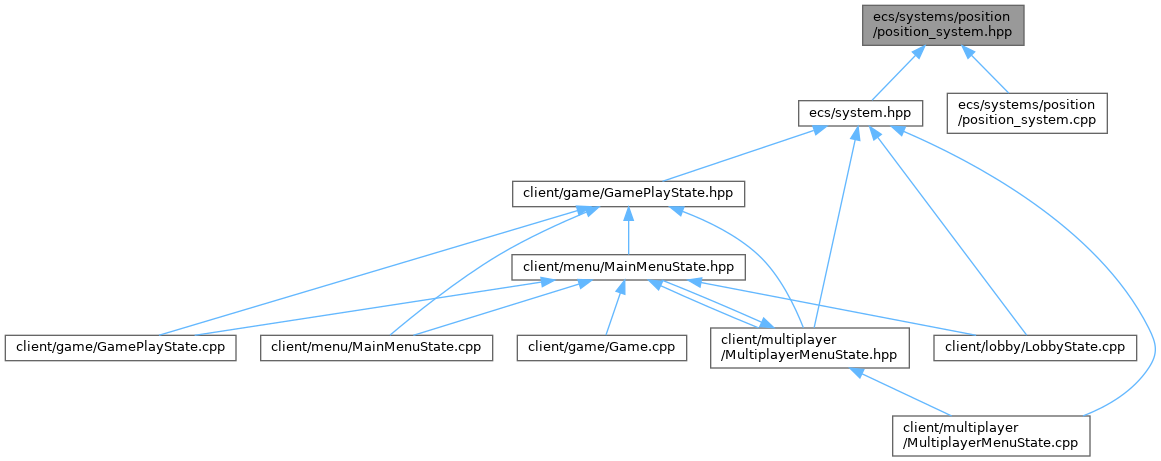 ecs/systems/position
/position_system.hpp
ecs/system.hpp
ecs/systems/position
/position_system.cpp
client/game/GamePlayState.hpp
client/menu/MainMenuState.hpp
client/game/GamePlayState.cpp
client/menu/MainMenuState.cpp
client/game/Game.cpp
client/multiplayer
/MultiplayerMenuState.hpp
client/lobby/LobbyState.cpp
client/multiplayer
/MultiplayerMenuState.cpp